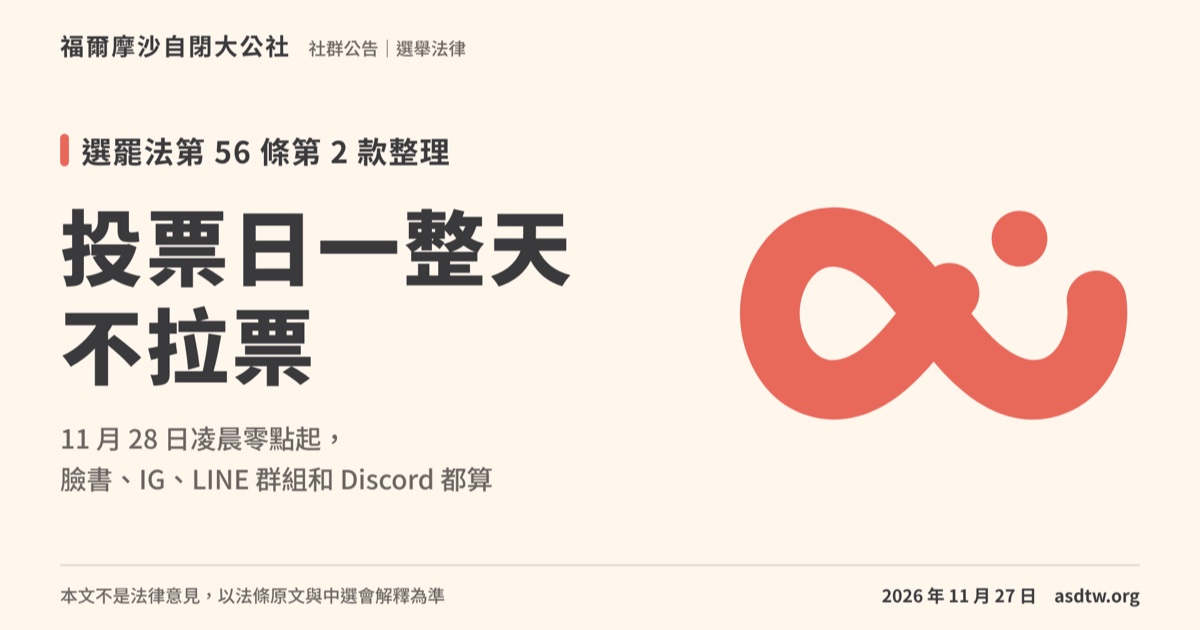 福爾摩沙自閉大公社 社群公告｜選舉法律
選罷法第 56 條第 2 款整理
投票日一整天
不拉票
11 月 28 日凌晨零點起，
臉書、IG、LINE 群組和 Discord 都算
本文不是法律意見，以法條原文與中選會解釋為準
2026 年 11 月 27 日 asdtw.org